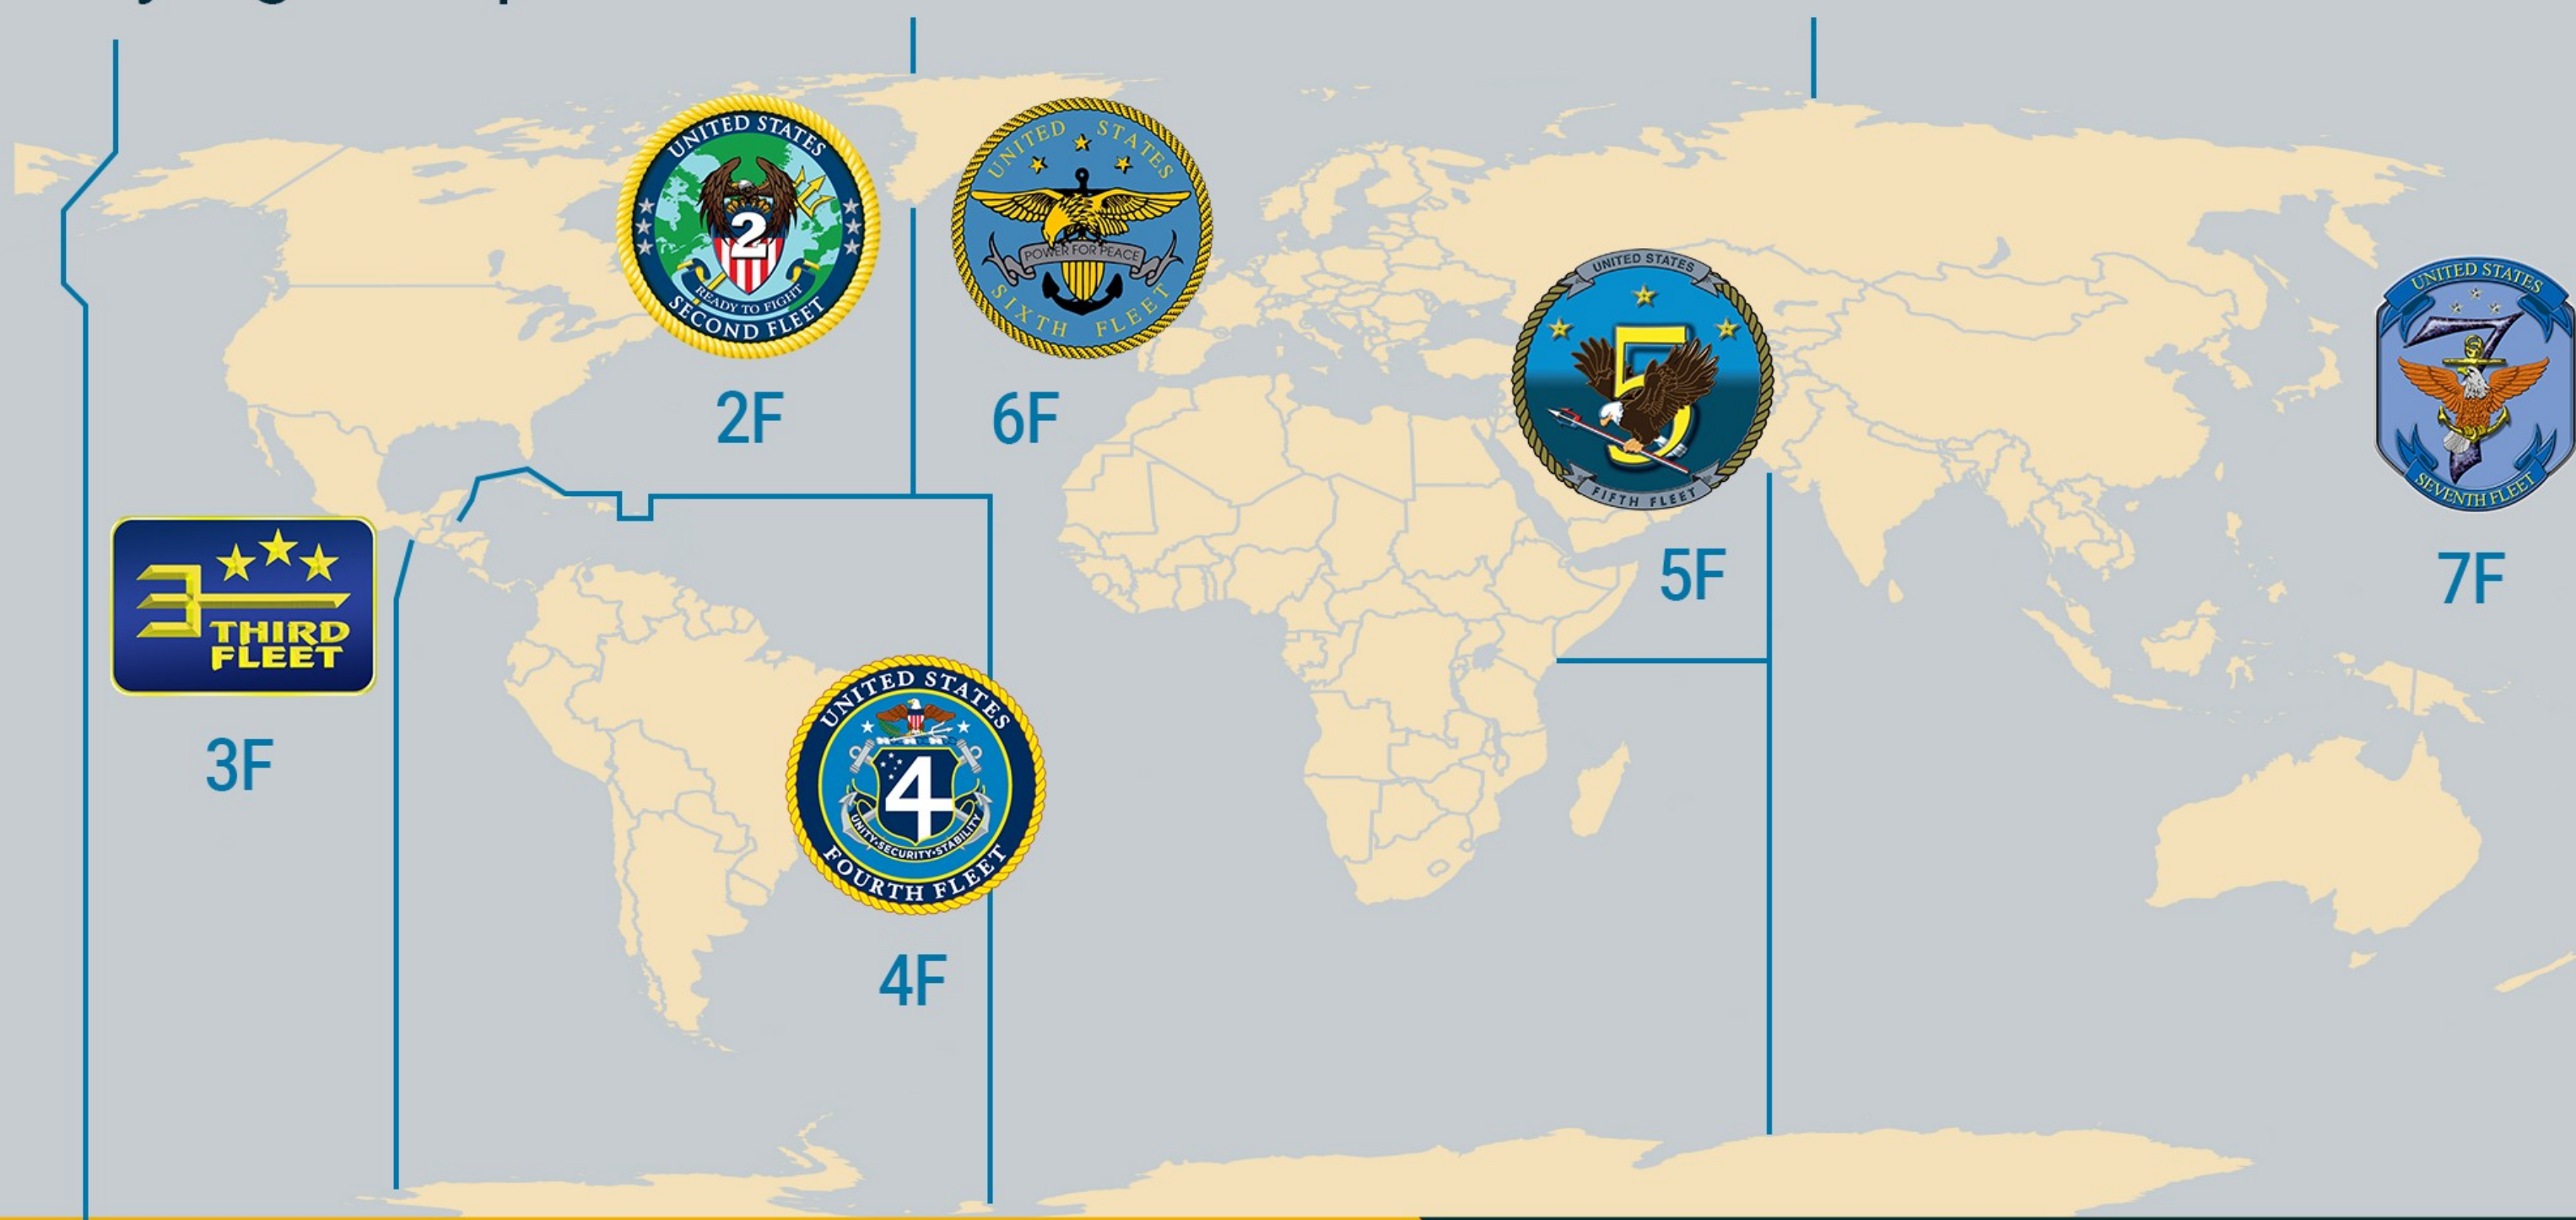 UNITED STATES
2
READY TO FIGHT
SECOND FLEET
2F
UNITED STATES
POWER FOR PEACE
SIXTH FLEET
6F
UNITED STATES
5
FIFTH FLEET
5F
UNITED STATES
7
SEVENTH FLEET
7F
3
THIRD
FLEET
3F
UNITED STATES
4
UNITY•SECURITY•STABILITY
FOURTH FLEET
4F